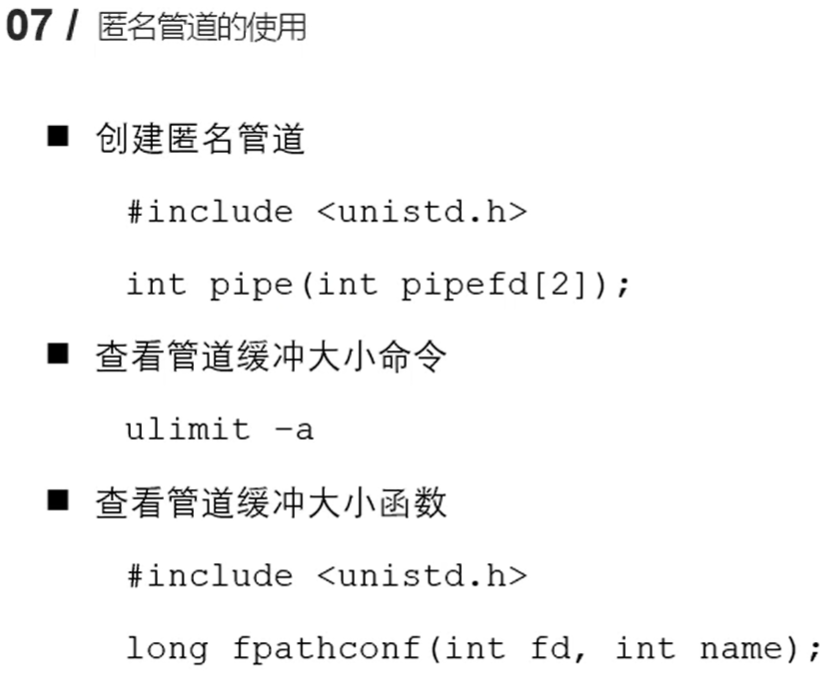 07 / 匿名管道的使用
■ 创建匿名管道
#include <unistd.h>
int pipe(int pipefd[2]);
■ 查看管道缓冲大小命令
ulimit -a
■ 查看管道缓冲大小函数
#include <unistd.h>
long fpathconf(int fd, int name);